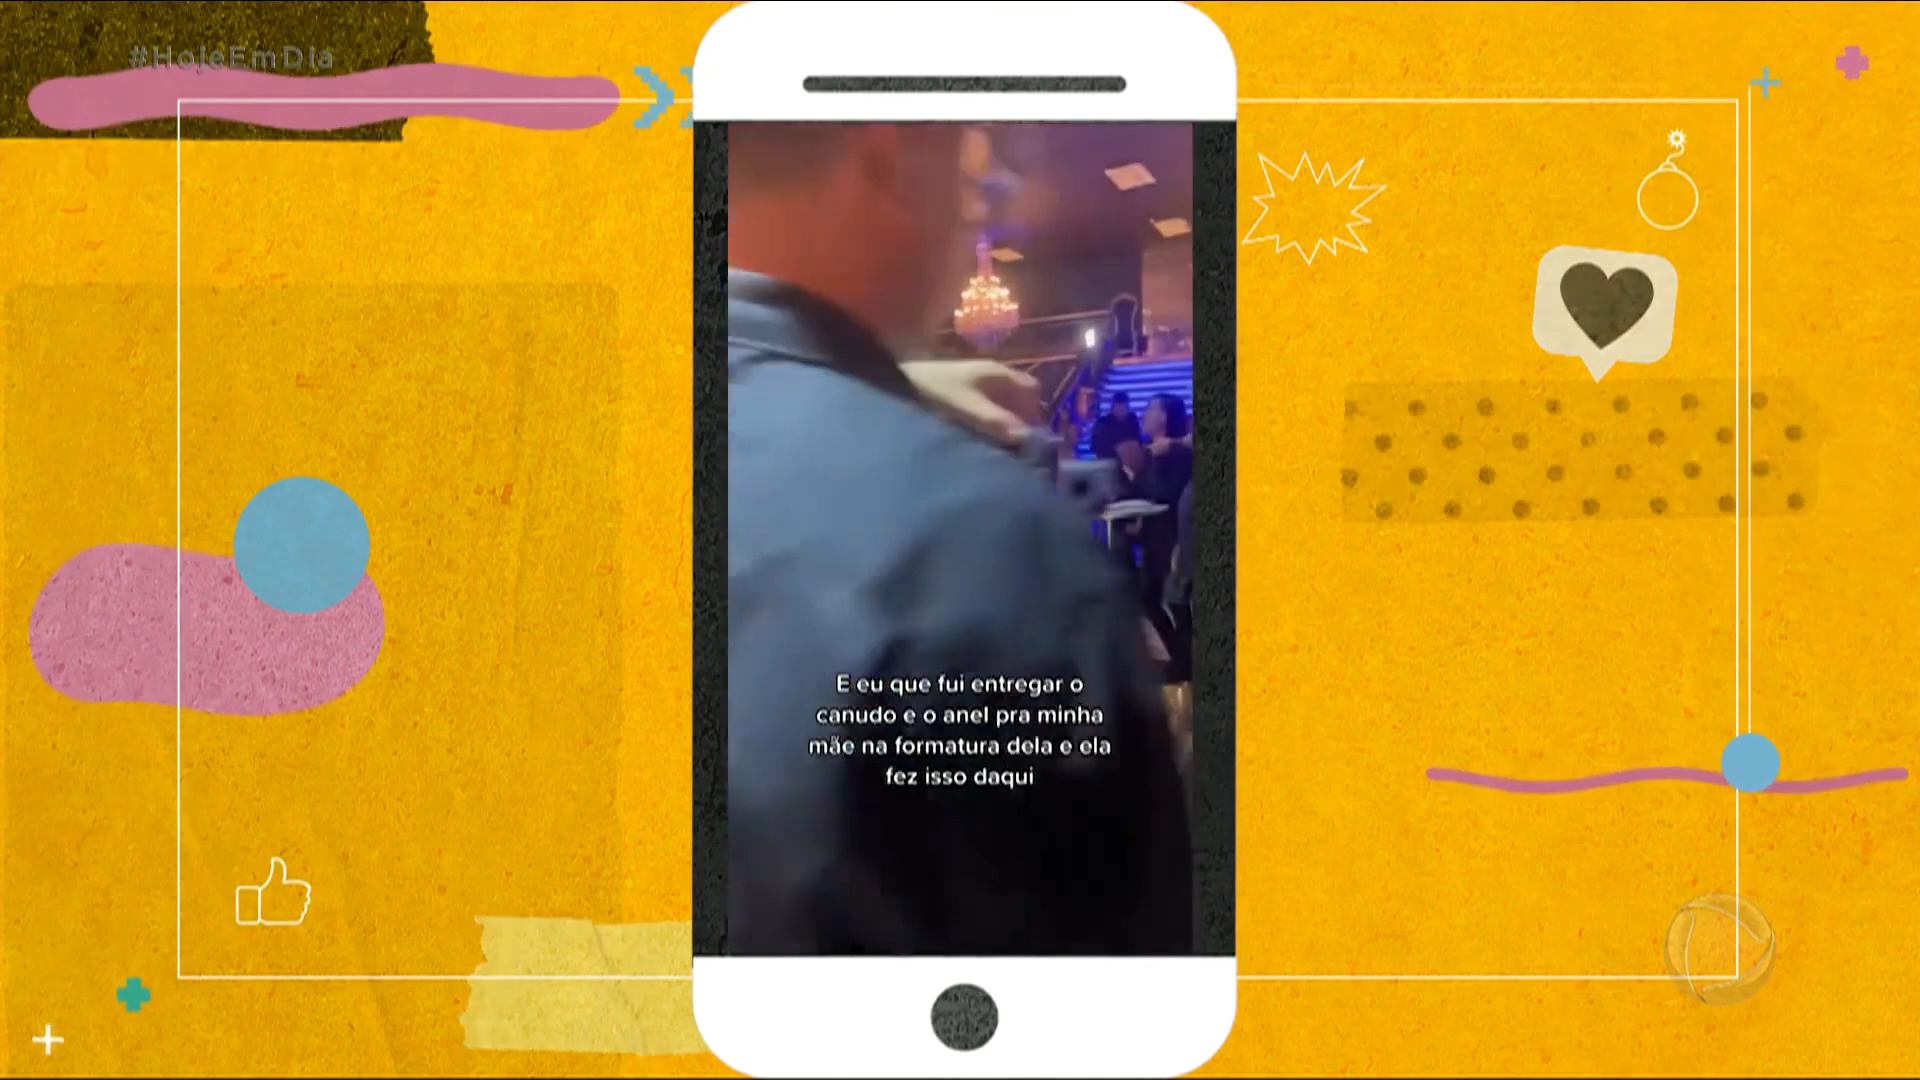 #HojeEmDia
E eu que fui entregar o
canudo e o anel pra minha
mãe na formatura dela e ela
fez isso daqui